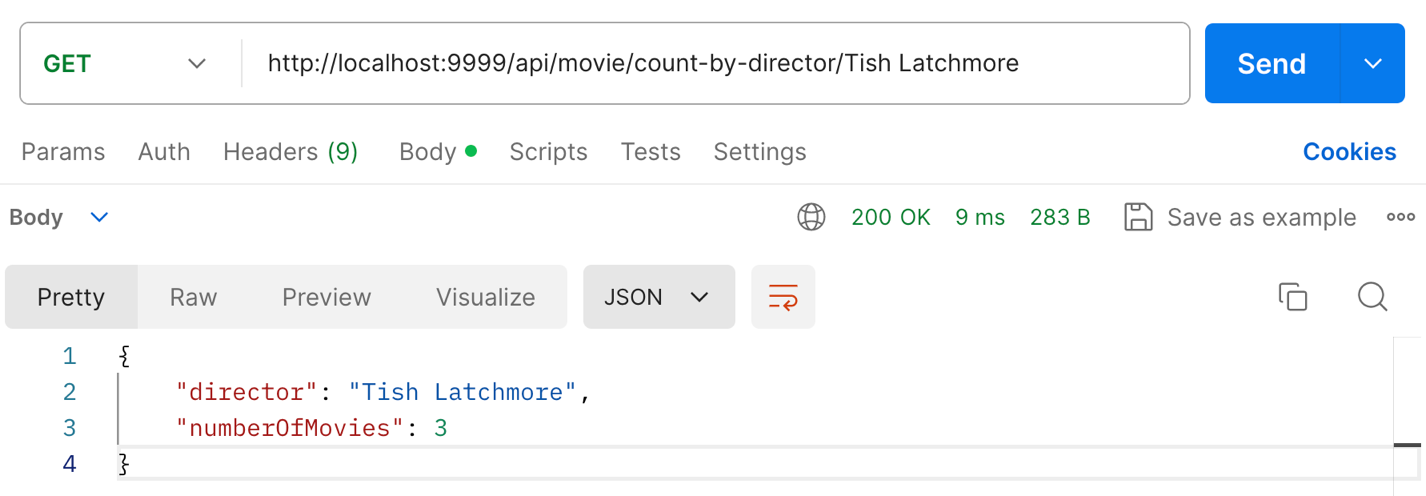 GET http://localhost:9999/api/movie/count-by-director/Tish Latchmore Send
Params Auth Headers (9) Body Scripts Tests Settings Cookies
Body 200 OK 9 ms 283 B Save as example
Pretty Raw Preview Visualize JSON
1 {
2 "director": "Tish Latchmore",
3 "numberOfMovies": 3
4 }